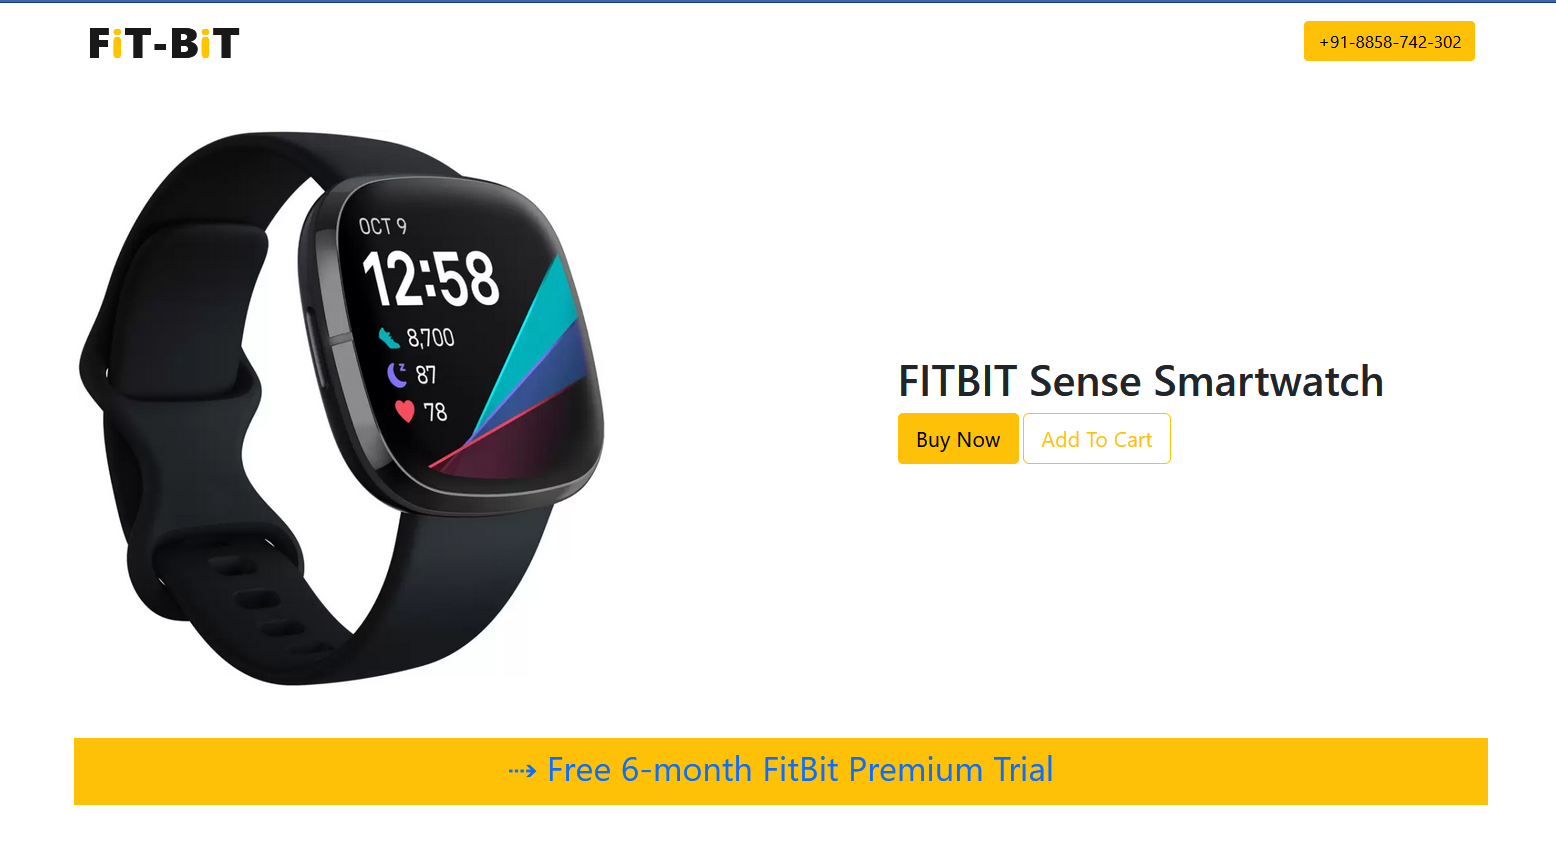 FiT-BiT
+91-8858-742-302
OCT 9
12:58
8,700
87
78
FITBIT Sense Smartwatch
Buy Now
Add To Cart
Free 6-month FitBit Premium Trial